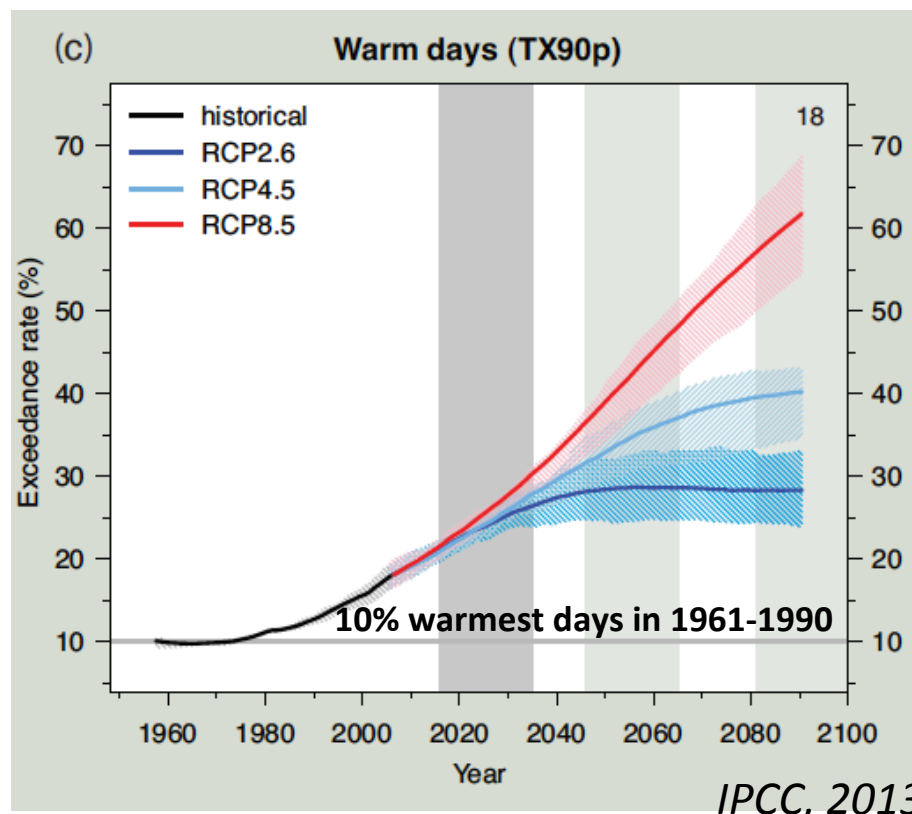 (c) Warm days (TX90p)
historical
RCP2.6
RCP4.5
RCP8.5
18
Exceedance rate (%)
70
60
50
40
30
20
10
70
60
50
40
30
20
10
10% warmest days in 1961-1990
1960 1980 2000 2020 2040 2060 2080 2100
Year
IPCC, 2013